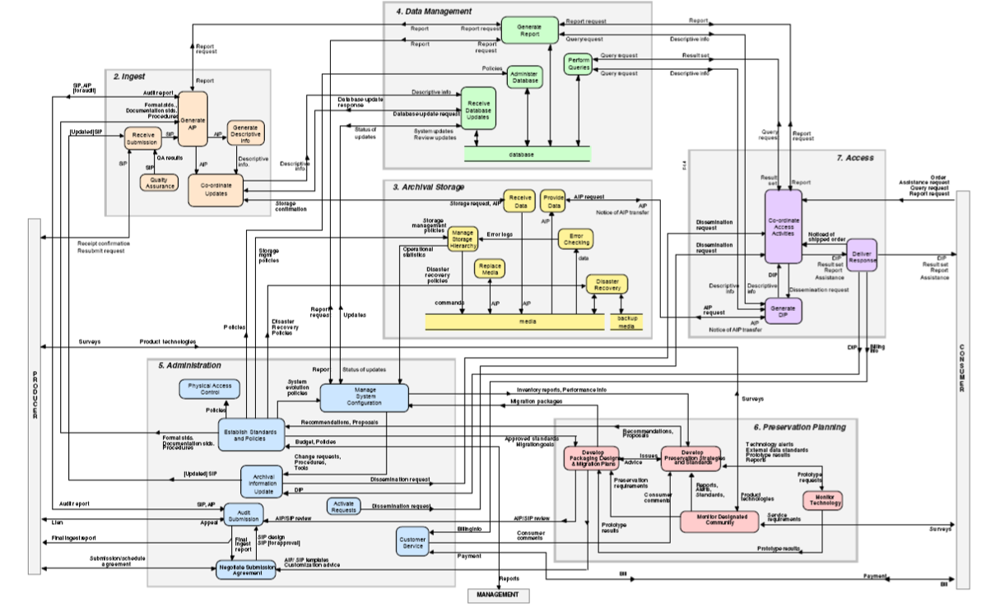 4. Data Management
Generate
Report
Report request
Report
Report request
Report
Report
request
Report request
Queryrequest
Report
Descriptive info
Perform
Queries
Query request
Query request
Result set
Descriptive info
Policies
Administer
Database
Descriptive info
Database update
response
Database update request
Receive
Database
Updates
Status of
updates
System updates
Review updates
database
Report
request
Report
2. Ingest
SIP, AIP
[for audit]
Audit report
Format stds.,
Documentation stds.
Procedures
[Updated] SIP
Generate
AIP
Receive
Submission
SIP
AIP
Generate
Descriptive
Info
QA results
SIP
SIP
AIP
Descriptive
info.
Descriptive
info.
Quality
Assurance
Co-ordinate
Updates
Storage
confirmation
Receipt confirmation
Resubmit request
3. Archival Storage
Storage request, AIP
Receive
Data
Provide
Data
AIP request
AIP
Notice of AIP transfer
Storage
management
policies
Manage
Storage
Hierarchy
Error logs
AIP
Error
Checking
Operational
statistics
Replace
Media
data
Disaster
recovery
policies
Disaster
Recovery
commands
AIP
AIP
media
backup
media
Storage
mgmt
policies
Policies
Disaster
Recovery
Policies
Report
request
Updates
7. Access
Query
request
Report
request
Result
set
Report
Order
Assistance request
Query request
Report request
Co-ordinate
Access
Activities
Dissemination
request
Dissemination
request
Noticed of
shipped order
Deliver
Response
DIP
Result set
Report
Assistance
DIP
Result set
Report
Assistance
DIP
Descriptive
info
Descriptive
info
Dissemination request
Generate
DIP
AIP
request
AIP
Notice of AIP transfer
DIP
Billing
info
Surveys
Product technologies
PRODUCER
CONSUMER
5. Administration
Physical Access
Control
Policies
System
evolution
policies
Report
Status of updates
Manage
System
Configuration
Inventory reports, Performance info
Migration packages
Surveys
Establish Standards
and Policies
Format stds.
Documentation stds.
Procedures
Recommendations, Proposals
Budget, Policies
Approved standards
Migration goals
Change requests,
Procedures,
Tools
[Updated] SIP
Archival
Information
Update
Dissemination request
DIP
Audit report
SIP, AIP
Activate
Requests
Dissemination request
Audit
Submission
Lien
Appeal
AIP/SIP review
AIP/SIP review
Final ingest report
Final
Ingest
report
SIP design
SIP [for approval]
Customer
Service
Billing info
Consumer
comments
Payment
Submission/schedule
agreement
Negotiate Submission
Agreement
AIP/ SIP templates
Customization advice
6. Preservation Planning
Recommendations,
Proposals
Develop
Packaging Designs
& Migration Plans
Issues
Advice
Develop
Preservation Strategies
and Standards
Technology alerts
External data standards
Prototype results
Reports
Preservation
requirements
Consumer
comments
Reports,
Alerts,
Standards,
Product
technologies
Prototype
requests
Monitor
Technology
Monitor Designated
Community
Service
requirements
Prototype
results
Prototype results
Surveys
Reports
MANAGEMENT
Bill
Payment
Bill